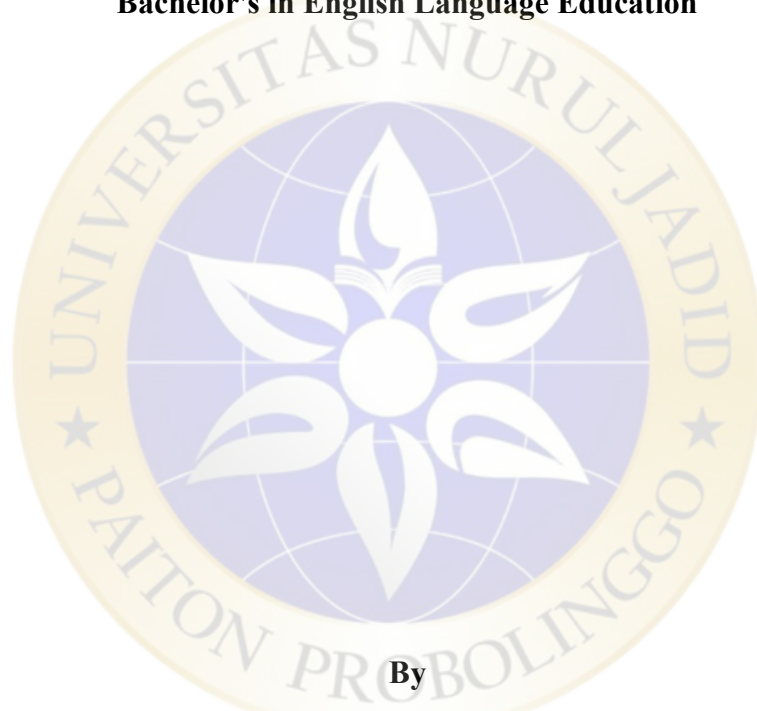 Bachelor's in English Language Education
UNIVERSITAS NURUL JADID
PAITON PROBOLINGGO
By